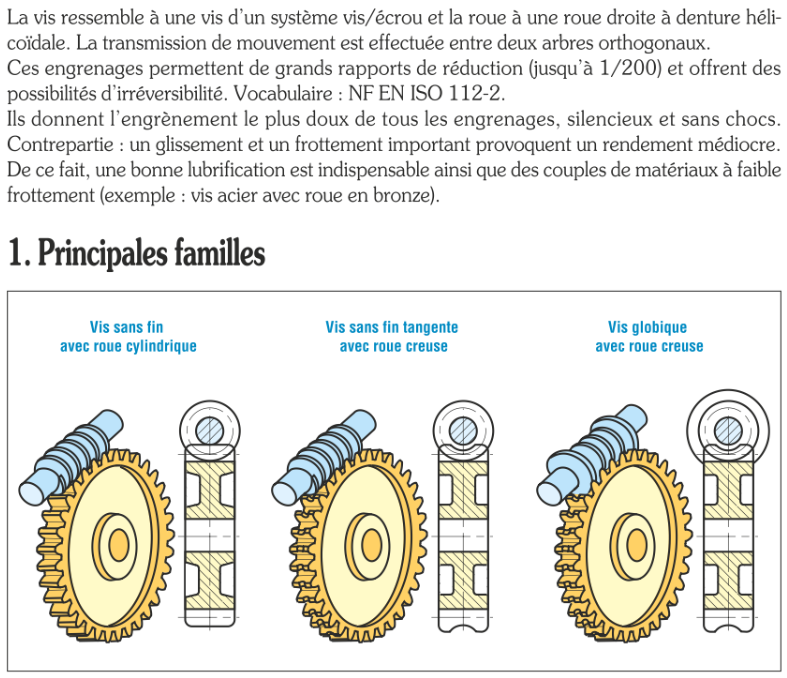 La vis ressemble à une vis d'un système vis/écrou et la roue à une roue droite à denture héli-
coïdale. La transmission de mouvement est effectuée entre deux arbres orthogonaux.
Ces engrenages permettent de grands rapports de réduction (jusqu'à 1/200) et offrent des
possibilités d'irréversibilité. Vocabulaire : NF EN ISO 112-2.
Ils donnent l'engrènement le plus doux de tous les engrenages, silencieux et sans chocs.
Contrepartie : un glissement et un frottement important provoquent un rendement médiocre.
De ce fait, une bonne lubrification est indispensable ainsi que des couples de matériaux à faible
frottement (exemple : vis acier avec roue en bronze).
1. Principales familles
Vis sans fin
avec roue cylindrique
Vis sans fin tangente
avec roue creuse
Vis globique
avec roue creuse